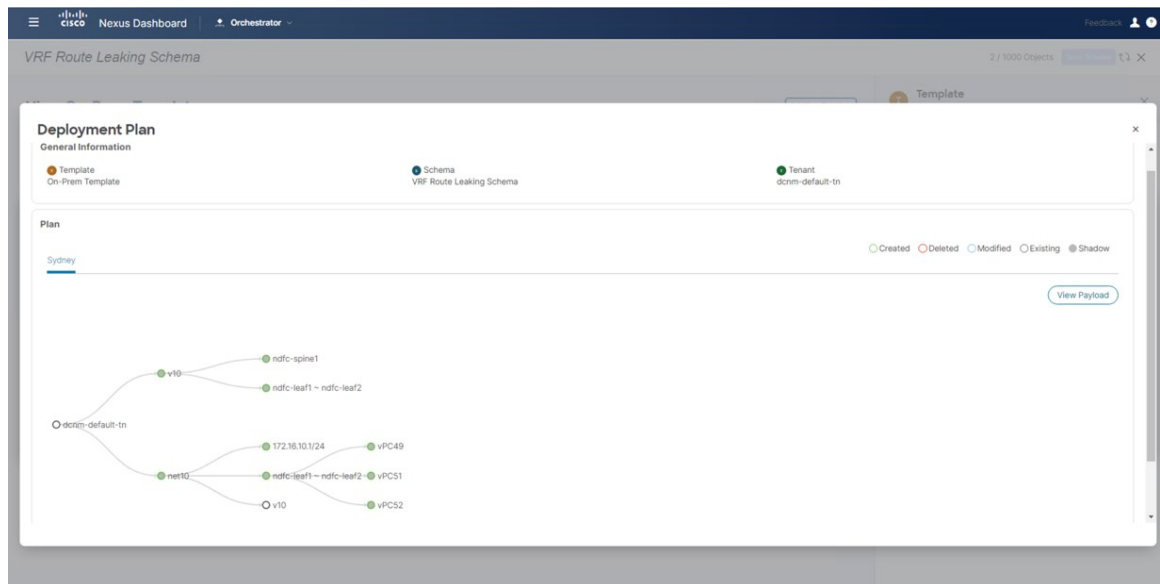 cisco Nexus Dashboard Orchestrator Feedback
VRF Route Leaking Schema 2 / 1000 Objects
Template
Deployment Plan
General Information
Template Schema Tenant
On-Prem Template VRF Route Leaking Schema dcnm-default-tn
Plan
Created Deleted Modified Existing Shadow
Sydney
View Payload
ndfc-spine1
v10
ndfc-leaf1 ~ ndfc-leaf2
dcnm-default-tn
172.16.10.1/24 vPC49
net10 ndfc-leaf1 ~ ndfc-leaf2 vPC51
v10 vPC52